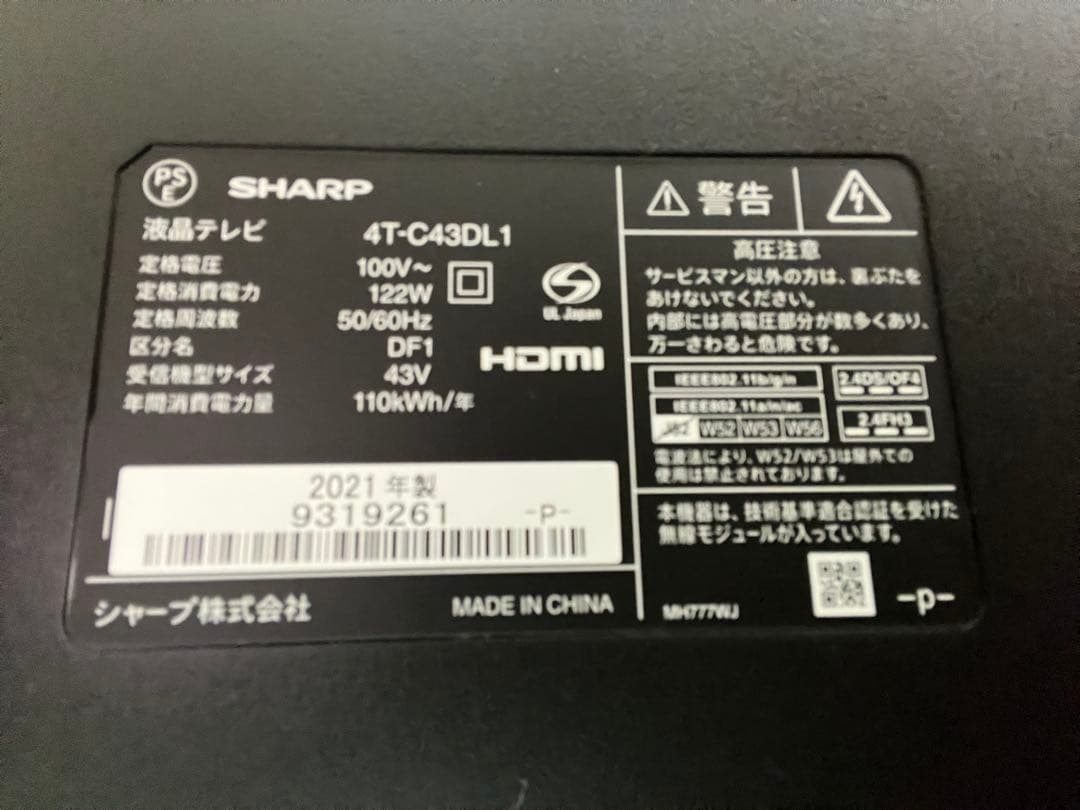 PSE SHARP
液晶テレビ 4T-C43DL1
定格電圧 100V~
定格消費電力 122W
定格周波数 50/60Hz
区分名 DF1
受信機型サイズ 43V
年間消費電力量 110kWh/年
UL Japan
HDMI
2021年製
9319261 -P-
シャープ株式会社 MADE IN CHINA
警告
高圧注意
サービスマン以外の方は、裏ぶたを
あけないでください。
内部には高電圧部分が数多くあり、
万一さわると危険です。
IEEE802.11b/g/n 2.4DS/OF4
IEEE802.11a/n/ac
J52 W52 W53 W56 2.4FH3
電波法により、W52/W53は屋外での
使用は禁止されております。
本機器は、技術基準適合認証を受けた
無線モジュールが入っています。
MH777WJ -p-